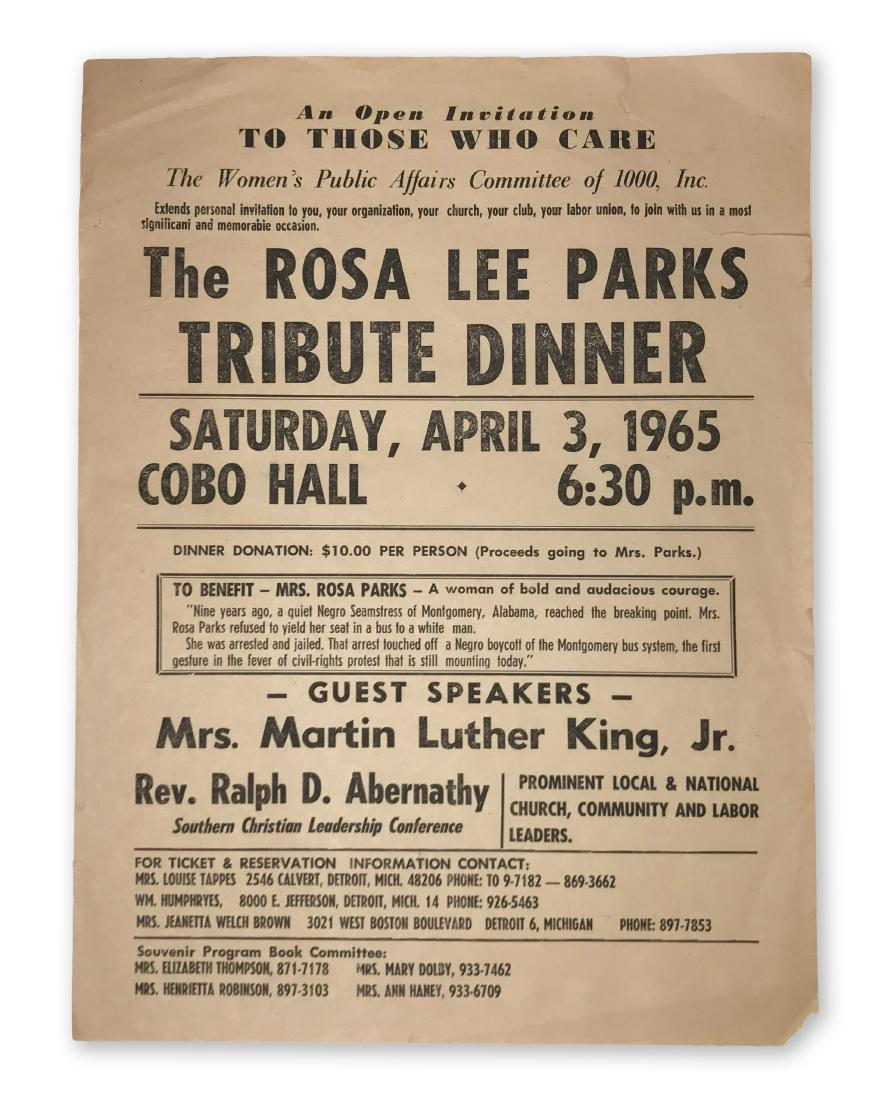 An Open Invitation
TO THOSE WHO CARE
The Women's Public Affairs Committee of 1000, Inc.
Extends personal invitation to you, your organization, your church, your club, your labor union, to join with us in a most
significant and memorable occasion.
The ROSA LEE PARKS
TRIBUTE DINNER
SATURDAY, APRIL 3, 1965
COBO HALL • 6:30 p.m.
DINNER DONATION: $10.00 PER PERSON (Proceeds going to Mrs. Parks.)
TO BENEFIT — MRS. ROSA PARKS — A woman of bold and audacious courage.
"Nine years ago, a quiet Negro Seamstress of Montgomery, Alabama, reached the breaking point. Mrs.
Rosa Parks refused to yield her seat in a bus to a white man.
She was arrested and jailed. That arrest touched off a Negro boycott of the Montgomery bus system, the first
gesture in the fever of civil-rights protest that is still mounting today."
— GUEST SPEAKERS —
Mrs. Martin Luther King, Jr.
Rev. Ralph D. Abernathy
Southern Christian Leadership Conference
PROMINENT LOCAL & NATIONAL
CHURCH, COMMUNITY AND LABOR
LEADERS.
FOR TICKET & RESERVATION INFORMATION CONTACT:
MRS. LOUISE TAPPES 2546 CALVERT, DETROIT, MICH. 48206 PHONE: TO 9-7182 — 869-3662
WM. HUMPHRYES, 8000 E. JEFFERSON, DETROIT, MICH. 14 PHONE: 926-5463
MRS. JEANETTA WELCH BROWN 3021 WEST BOSTON BOULEVARD DETROIT 6, MICHIGAN PHONE: 897-7853
Souvenir Program Book Committee:
MRS. ELIZABETH THOMPSON, 871-7178 MRS. MARY DOLBY, 933-7462
MRS. HENRIETTA ROBINSON, 897-3103 MRS. ANN HANEY, 933-6709